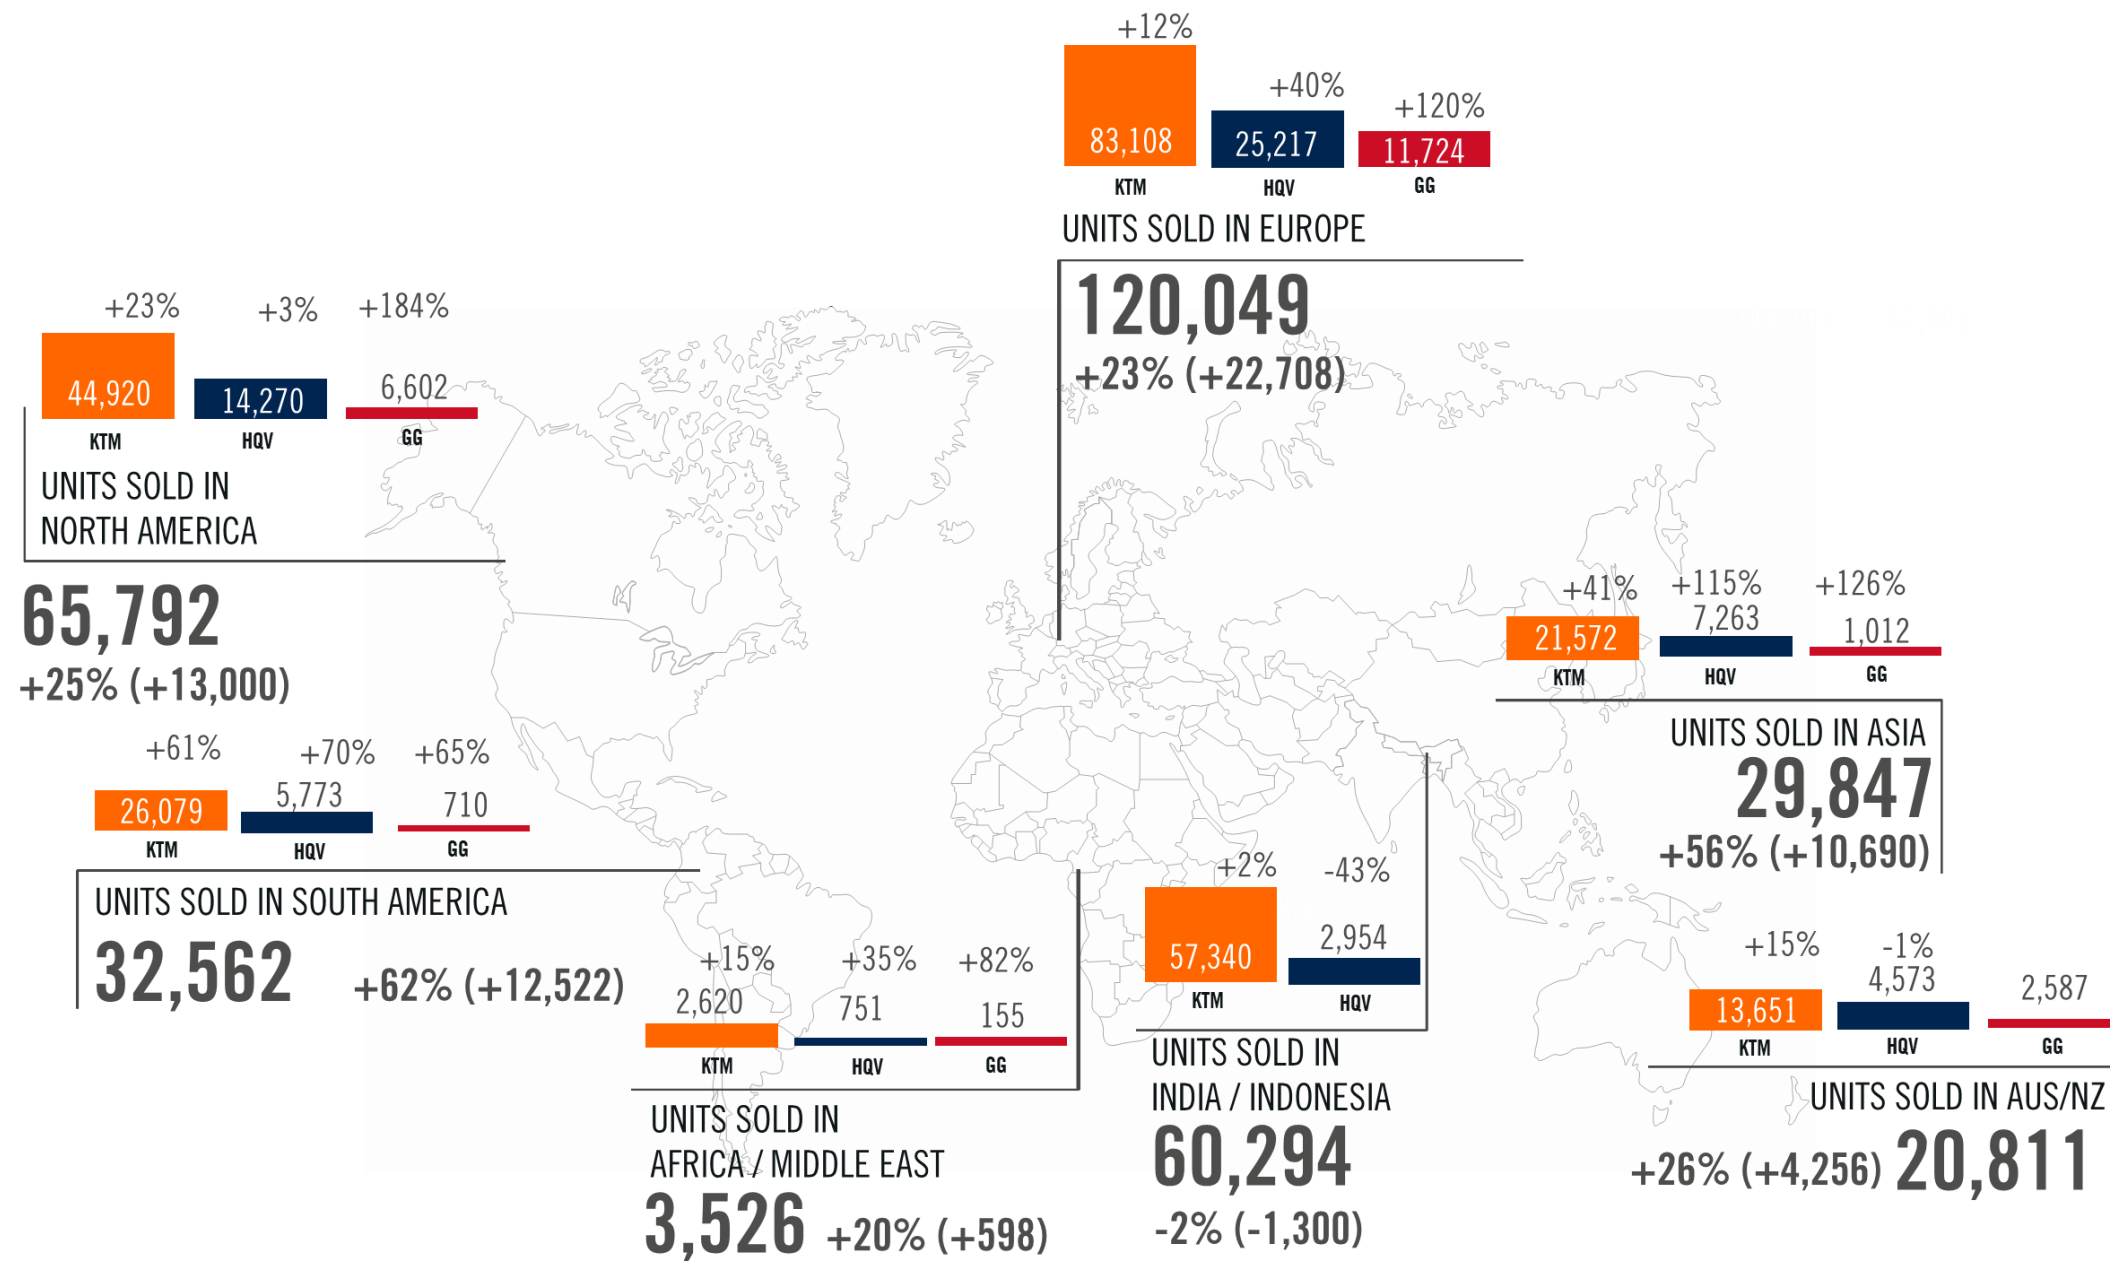 +12%
+40%
+120%
83,108
25,217
11,724
KTM
HQV
GG
UNITS SOLD IN EUROPE
120,049
+23% (+22,708)
+23%
+3%
+184%
44,920
14,270
6,602
KTM
HQV
GG
UNITS SOLD IN
NORTH AMERICA
65,792
+25% (+13,000)
+61%
+70%
+65%
26,079
5,773
710
KTM
HQV
GG
UNITS SOLD IN SOUTH AMERICA
32,562
+62% (+12,522)
+15%
+35%
+82%
2,620
751
155
KTM
HQV
GG
UNITS SOLD IN
AFRICA / MIDDLE EAST
3,526
+20% (+598)
+2%
-43%
57,340
2,954
KTM
HQV
UNITS SOLD IN
INDIA / INDONESIA
60,294
-2% (-1,300)
+41%
+115%
+126%
21,572
7,263
1,012
KTM
HQV
GG
UNITS SOLD IN ASIA
29,847
+56% (+10,690)
+15%
-1%
13,651
4,573
2,587
KTM
HQV
GG
UNITS SOLD IN AUS/NZ
+26% (+4,256) 20,811